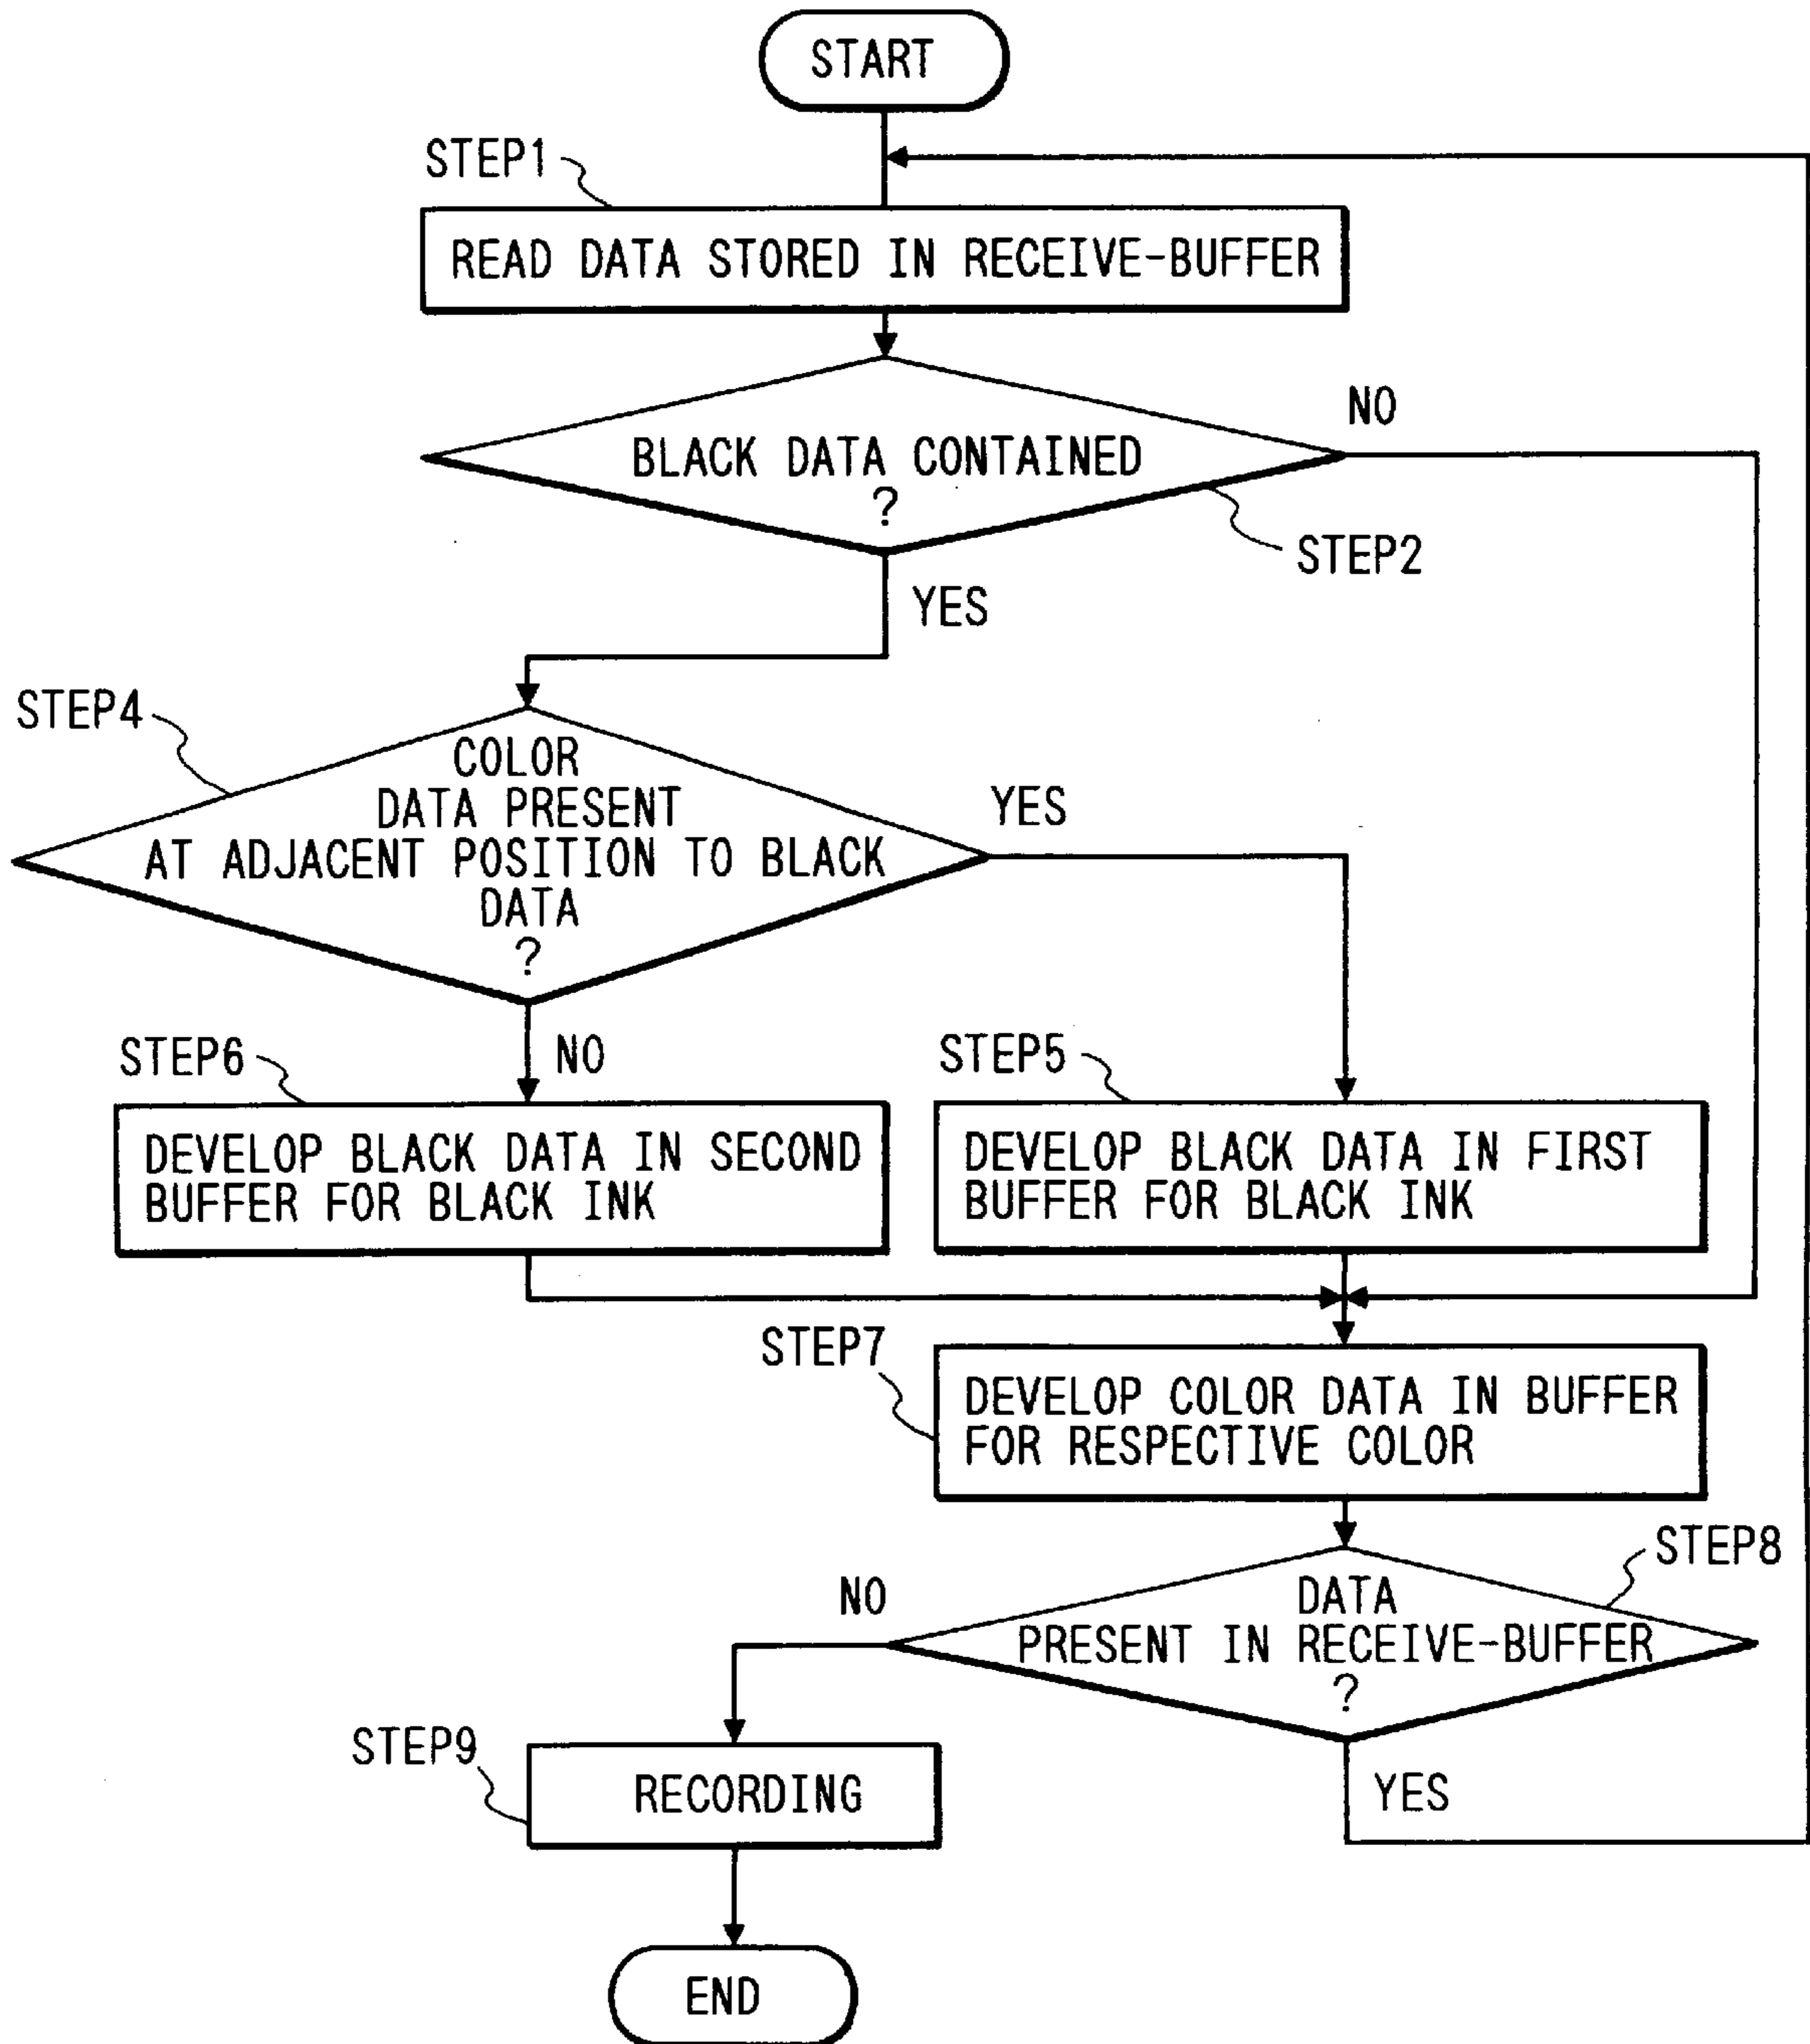 START
STEP1
READ DATA STORED IN RECEIVE-BUFFER
NO
BLACK DATA CONTAINED
?
STEP2
YES
STEP4
COLOR
DATA PRESENT
AT ADJACENT POSITION TO BLACK
DATA
?
YES
STEP6
NO
STEP5
DEVELOP BLACK DATA IN SECOND
BUFFER FOR BLACK INK
DEVELOP BLACK DATA IN FIRST
BUFFER FOR BLACK INK
STEP7
DEVELOP COLOR DATA IN BUFFER
FOR RESPECTIVE COLOR
STEP8
NO
DATA
PRESENT IN RECEIVE-BUFFER
?
STEP9
RECORDING
YES
END